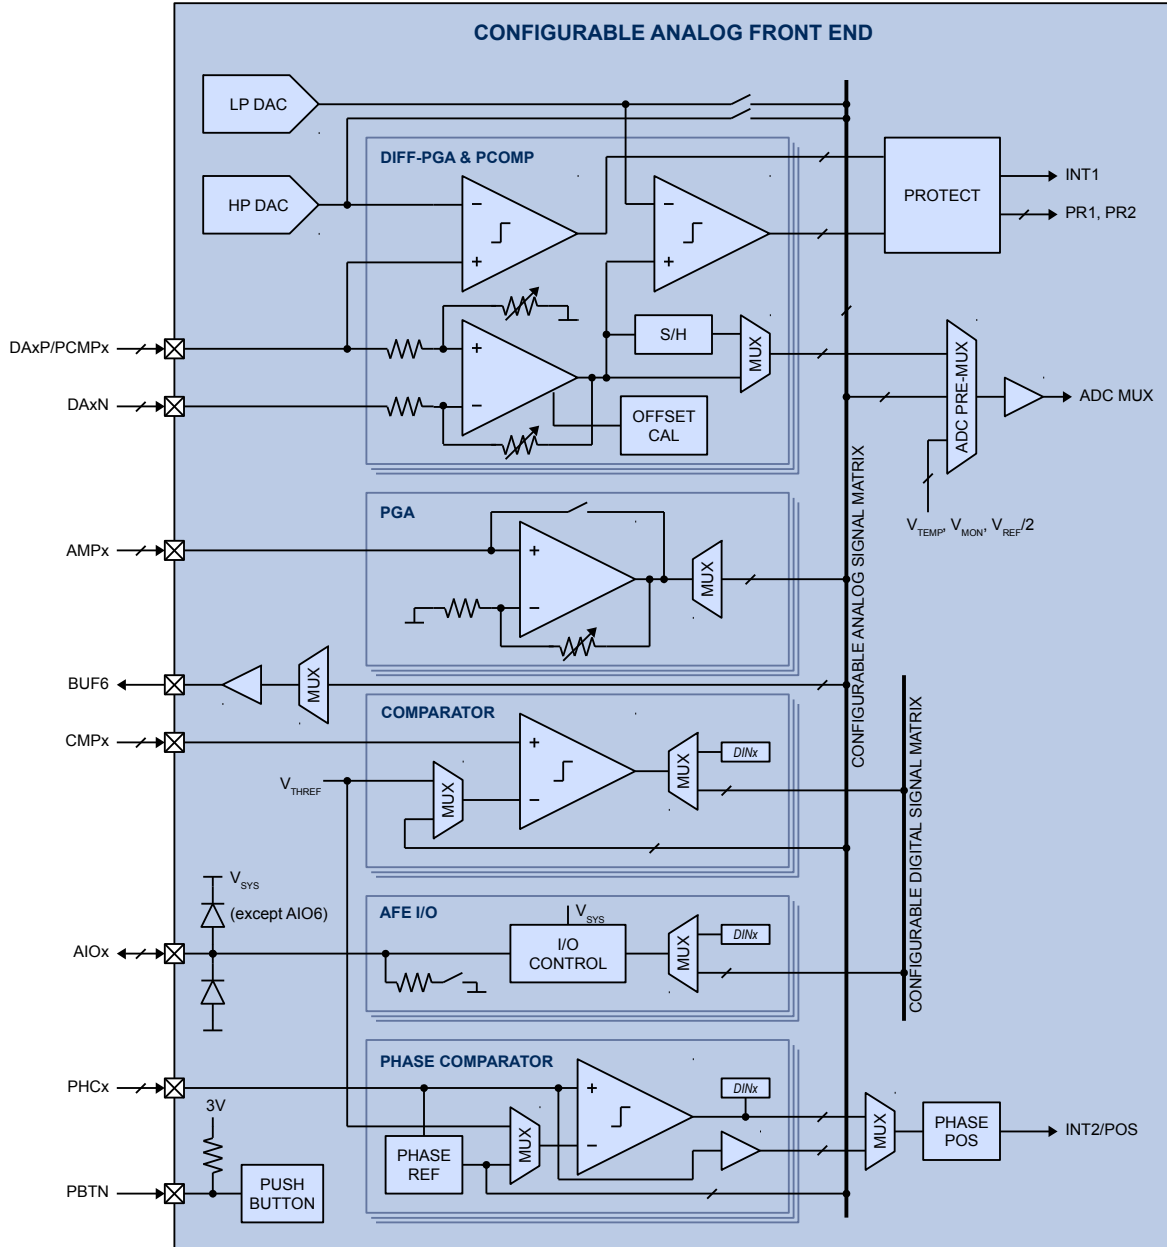 CONFIGURABLE ANALOG FRONT END
LP DAC
DIFF-PGA & PCOMP
HP DAC
PROTECT
INT1
PR1, PR2
DAxP/PCMPx
S/H
MUX
ADC PRE-MUX
ADC MUX
DAxN
OFFSET
CAL
VTEMP, VMON, VREF/2
CONFIGURABLE ANALOG SIGNAL MATRIX
PGA
AMPx
MUX
BUF6
MUX
COMPARATOR
CMPx
VTHREF
MUX
MUX
DINx
CONFIGURABLE DIGITAL SIGNAL MATRIX
VSYS
(except AIO6)
AFE I/O
VSYS
AIOx
I/O
CONTROL
MUX
DINx
PHASE COMPARATOR
PHCx
3V
DINx
PHASE
REF
MUX
MUX
PHASE
POS
INT2/POS
PBTN
PUSH
BUTTON